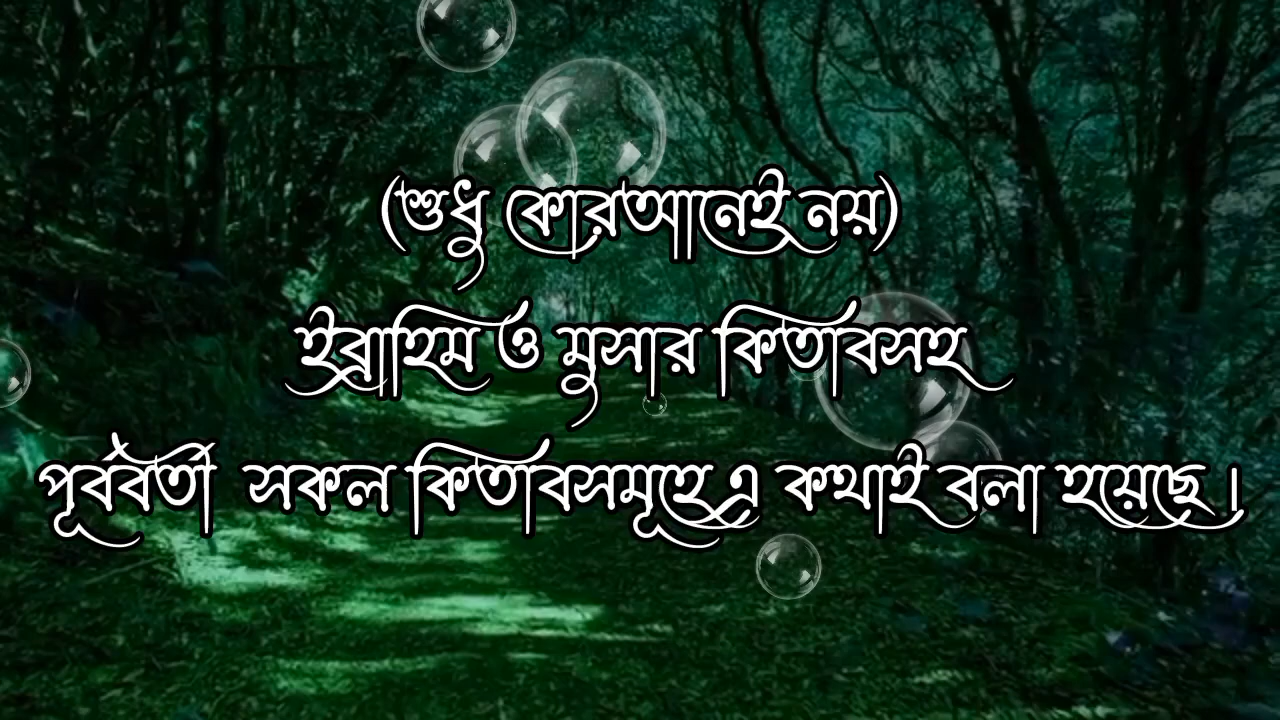 (শুধু কোরআনেই নয়)
ইব্রাহিম ও মুসার কিতাবসহ
পূর্ববর্তী সকল কিতাবসমূহে এ কথাই বলা হয়েছে।